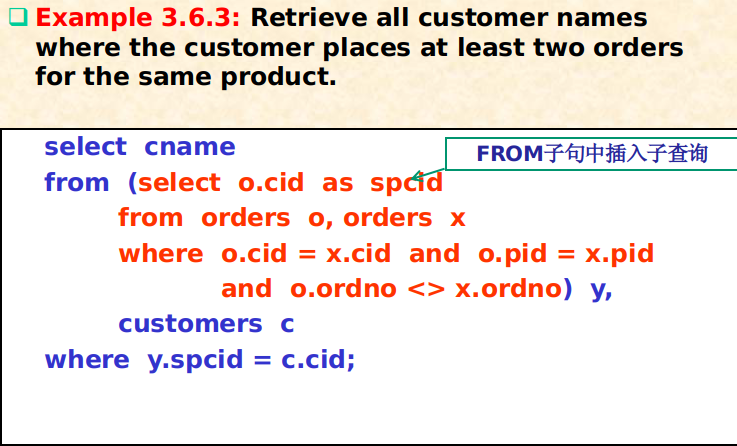 Example 3.6.3: Retrieve all customer names
where the customer places at least two orders
for the same product.
select cname
FROM子句中插入子查询
from (select o.cid as spcid
from orders o, orders x
where o.cid = x.cid and o.pid = x.pid
and o.ordno <> x.ordno) y,
customers c
where y.spcid = c.cid;